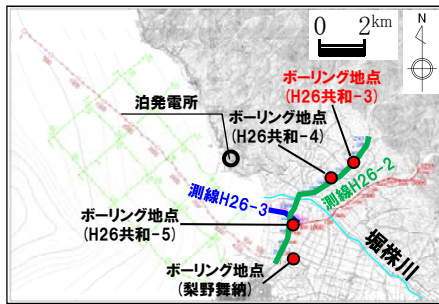 0 2km
N
ボーリング地点
(H26共和-3)
泊発電所
ボーリング地点
(H26共和-4)
測線H26-2
測線H26-3
ボーリング地点
(H26共和-5)
堀株川
ボーリング地点
(梨野舞納)